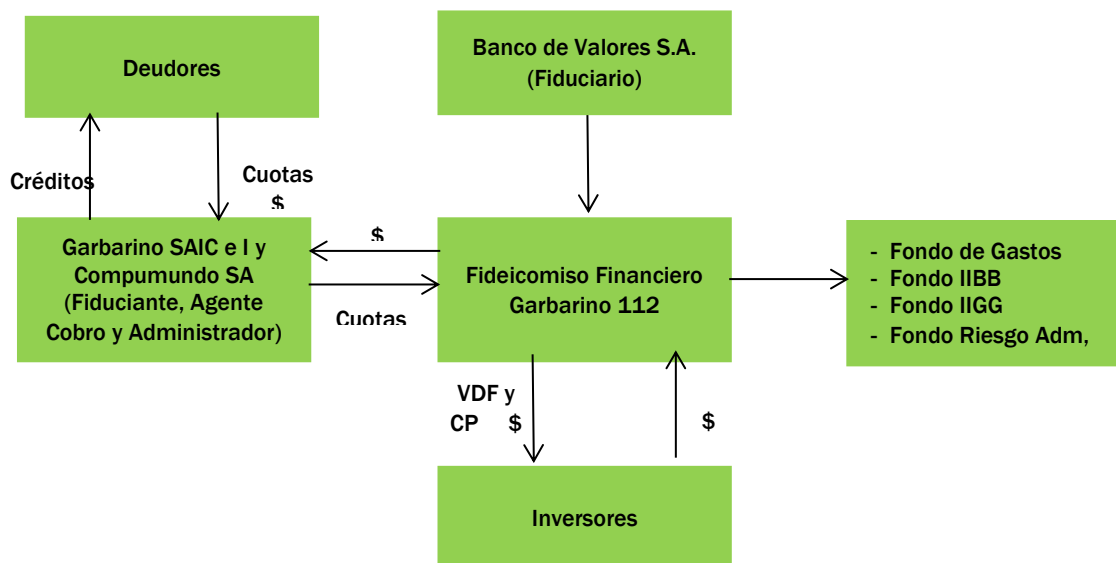 Deudores
Banco de Valores S.A.
(Fiduciario)
Créditos
Cuotas
$
Garbarino SAIC e I y
Compumundo SA
(Fiduciante, Agente
Cobro y Administrador)
$
Cuotas
Fideicomiso Financiero
Garbarino 112
- Fondo de Gastos
- Fondo IIBB
- Fondo IIGG
- Fondo Riesgo Adm,
VDF y
CP $
$
Inversores